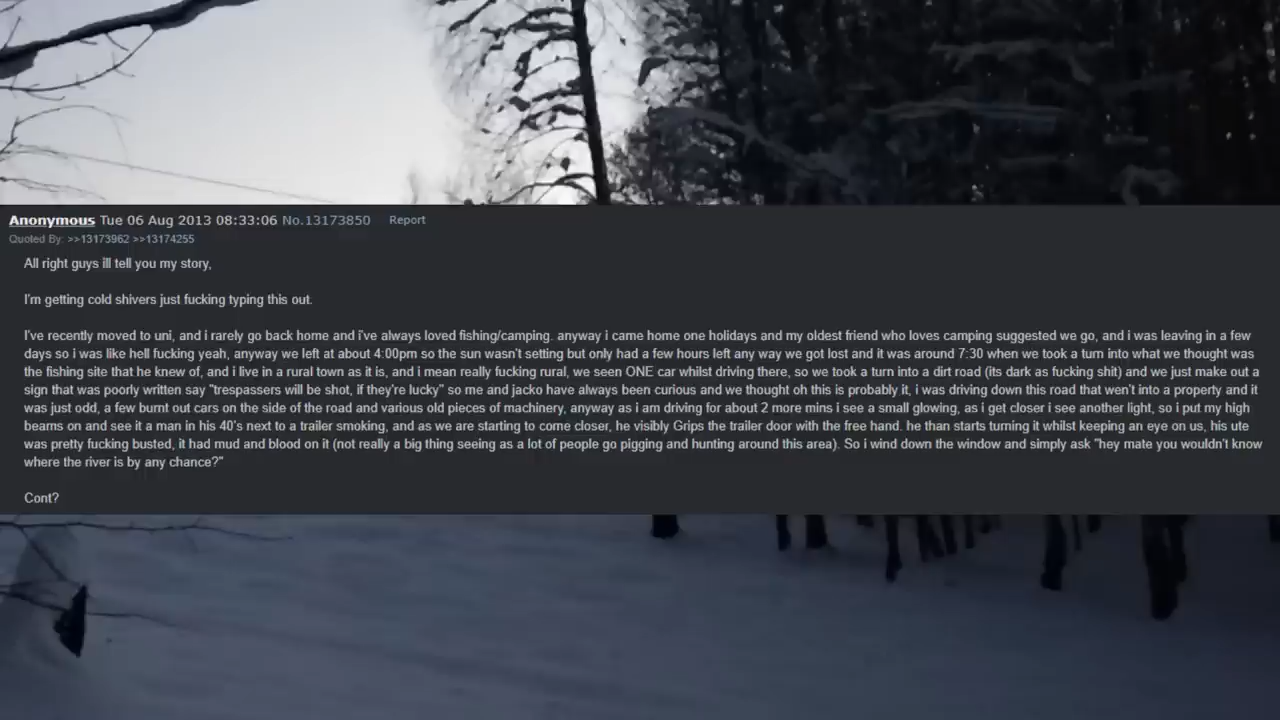 Anonymous Tue 06 Aug 2013 08:33:06 No.13173850 Report
Quoted By: >>13173962 >>13174255
All right guys ill tell you my story,
I'm getting cold shivers just fucking typing this out.
I've recently moved to uni, and i rarely go back home and i've always loved fishing/camping. anyway i came home one holidays and my oldest friend who loves camping suggested we go, and i was leaving in a few
days so i was like hell fucking yeah, anyway we left at about 4:00pm so the sun wasn't setting but only had a few hours left any way we got lost and it was around 7:30 when we took a turn into what we thought was
the fishing site that he knew of, and i live in a rural town as it is, and i mean really fucking rural, we seen ONE car whilst driving there, so we took a turn into a dirt road (its dark as fucking shit) and we just make out a
sign that was poorly written say "trespassers will be shot, if they're lucky" so me and jacko have always been curious and we thought oh this is probably it, i was driving down this road that wen't into a property and it
was just odd, a few burnt out cars on the side of the road and various old pieces of machinery, anyway as i am driving for about 2 more mins i see a small glowing, as i get closer i see another light, so i put my high
beams on and see it a man in his 40's next to a trailer smoking, and as we are starting to come closer, he visibly Grips the trailer door with the free hand. he than starts turning it whilst keeping an eye on us, his ute
was pretty fucking busted, it had mud and blood on it (not really a big thing seeing as a lot of people go pigging and hunting around this area). So i wind down the window and simply ask "hey mate you wouldn't know
where the river is by any chance?"
Cont?